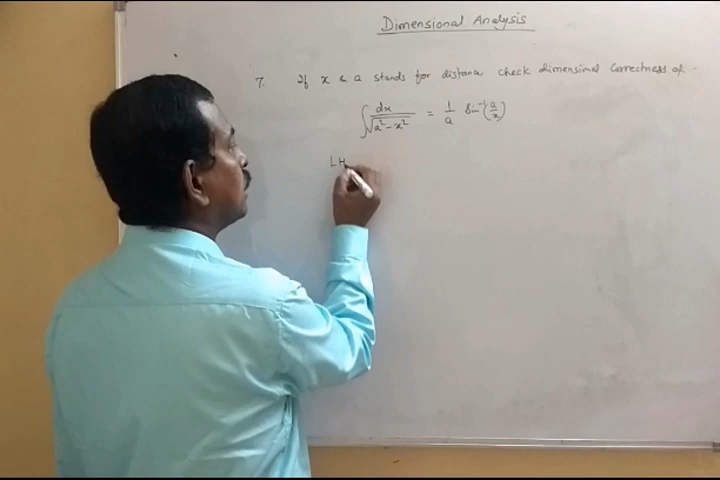 Dimensional Analysis
7. If x & a stands for distance check dimensional correctness of
∫ dx / √(a² - x²) = 1/a Sin⁻¹(a/x)
LH